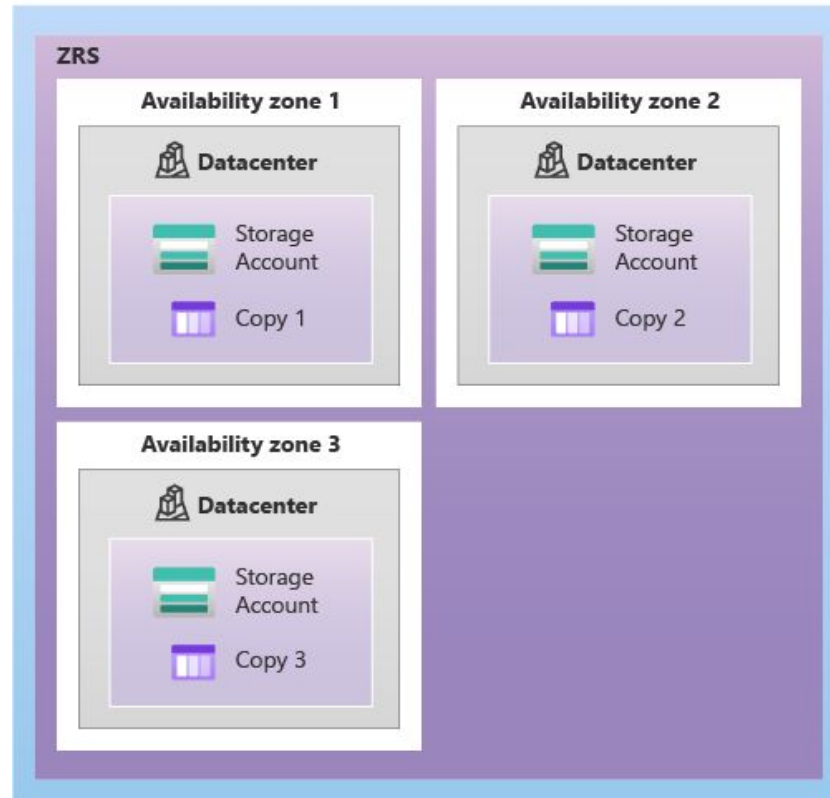 ZRS
Availability zone 1
Datacenter
Storage
Account
Copy 1
Availability zone 2
Datacenter
Storage
Account
Copy 2
Availability zone 3
Datacenter
Storage
Account
Copy 3